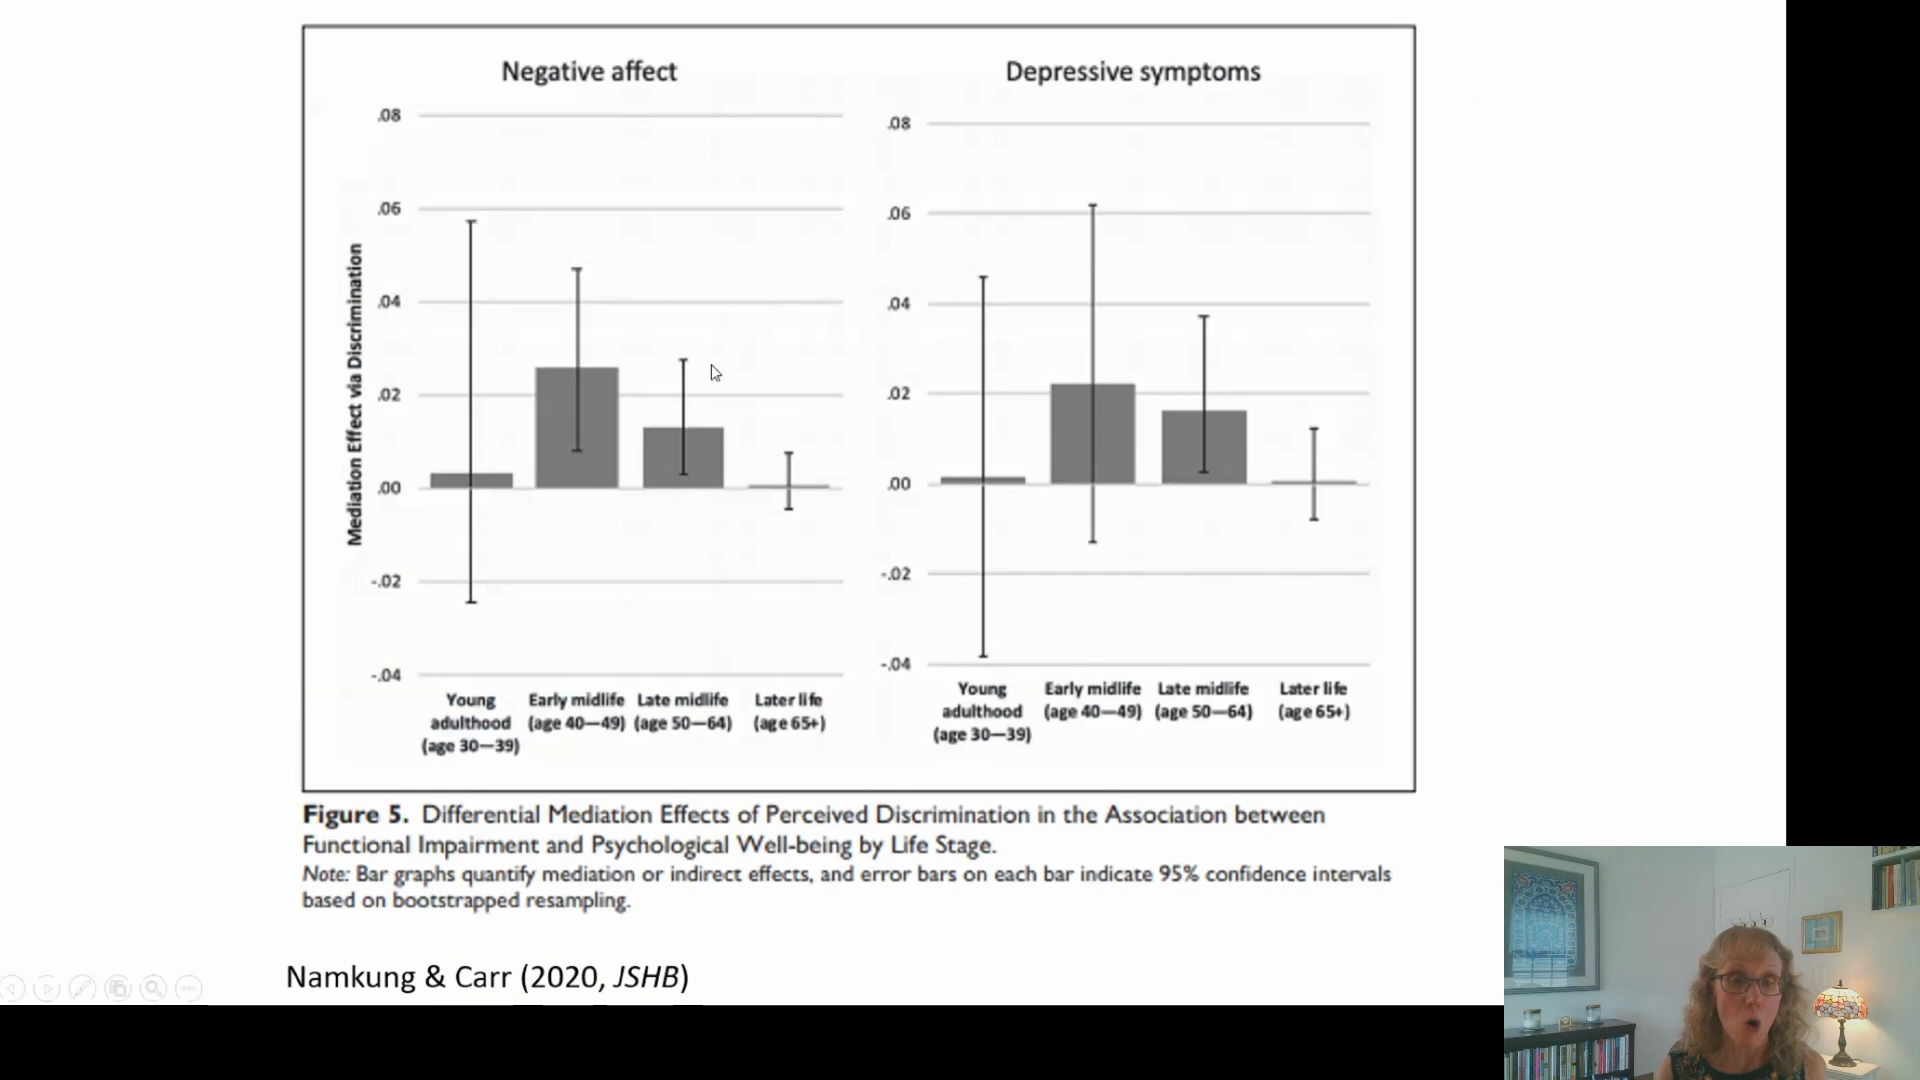 Negative affect
Depressive symptoms
Mediation Effect via Discrimination
.08
.06
.04
.02
.00
-.02
-.04
Young
adulthood
(age 30—39)
Early midlife
(age 40—49)
Late midlife
(age 50—64)
Later life
(age 65+)
.08
.06
.04
.02
.00
-.02
-.04
Young
adulthood
(age 30—39)
Early midlife
(age 40—49)
Late midlife
(age 50—64)
Later life
(age 65+)
Figure 5. Differential Mediation Effects of Perceived Discrimination in the Association between
Functional Impairment and Psychological Well-being by Life Stage.
Note: Bar graphs quantify mediation or indirect effects, and error bars on each bar indicate 95% confidence intervals
based on bootstrapped resampling.
Namkung & Carr (2020, JSHB)